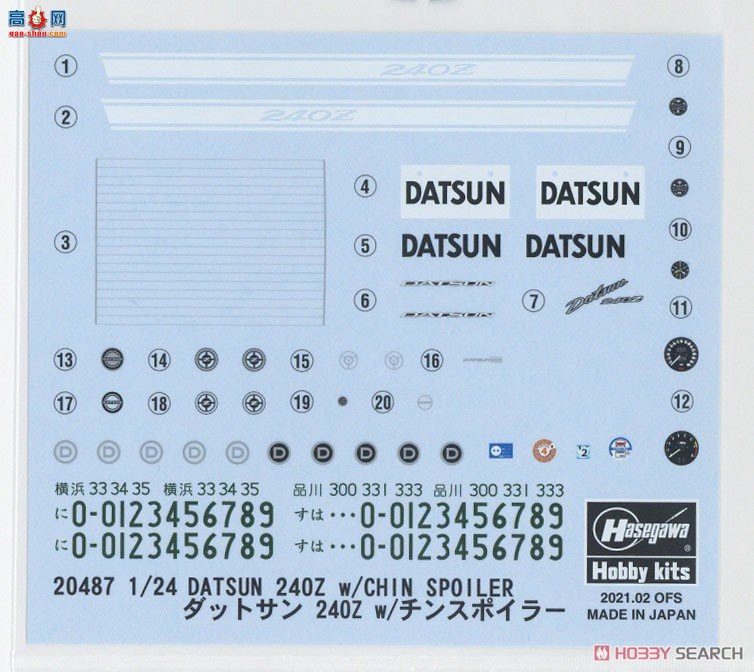 高手网
gao-shou.com
① 240Z ⑧
② 240Z
⑨
④ DATSUN DATSUN
③ ⑤ DATSUN DATSUN ⑩
⑥ DATSUN ⑦ Datsun 240Z
DATSUN
⑪
⑬ ⑭ ⑮ ⑯
⑰ ⑱ ⑲ ⑳ ⑫
D D D D D D D D D D 2
横浜 33 34 35 横浜 33 34 35 品川 300 331 333 品川 300 331 333
に0-0123456789 すは・・・0-0123456789
に0-0123456789 すは・・・0-0123456789
Hasegawa®
Hobby kits
20487 1/24 DATSUN 240Z w/CHIN SPOILER
ダットサン 240Z w/チンスポイラー
2021.02 OFS
MADE IN JAPAN
HOBBY SEARCH